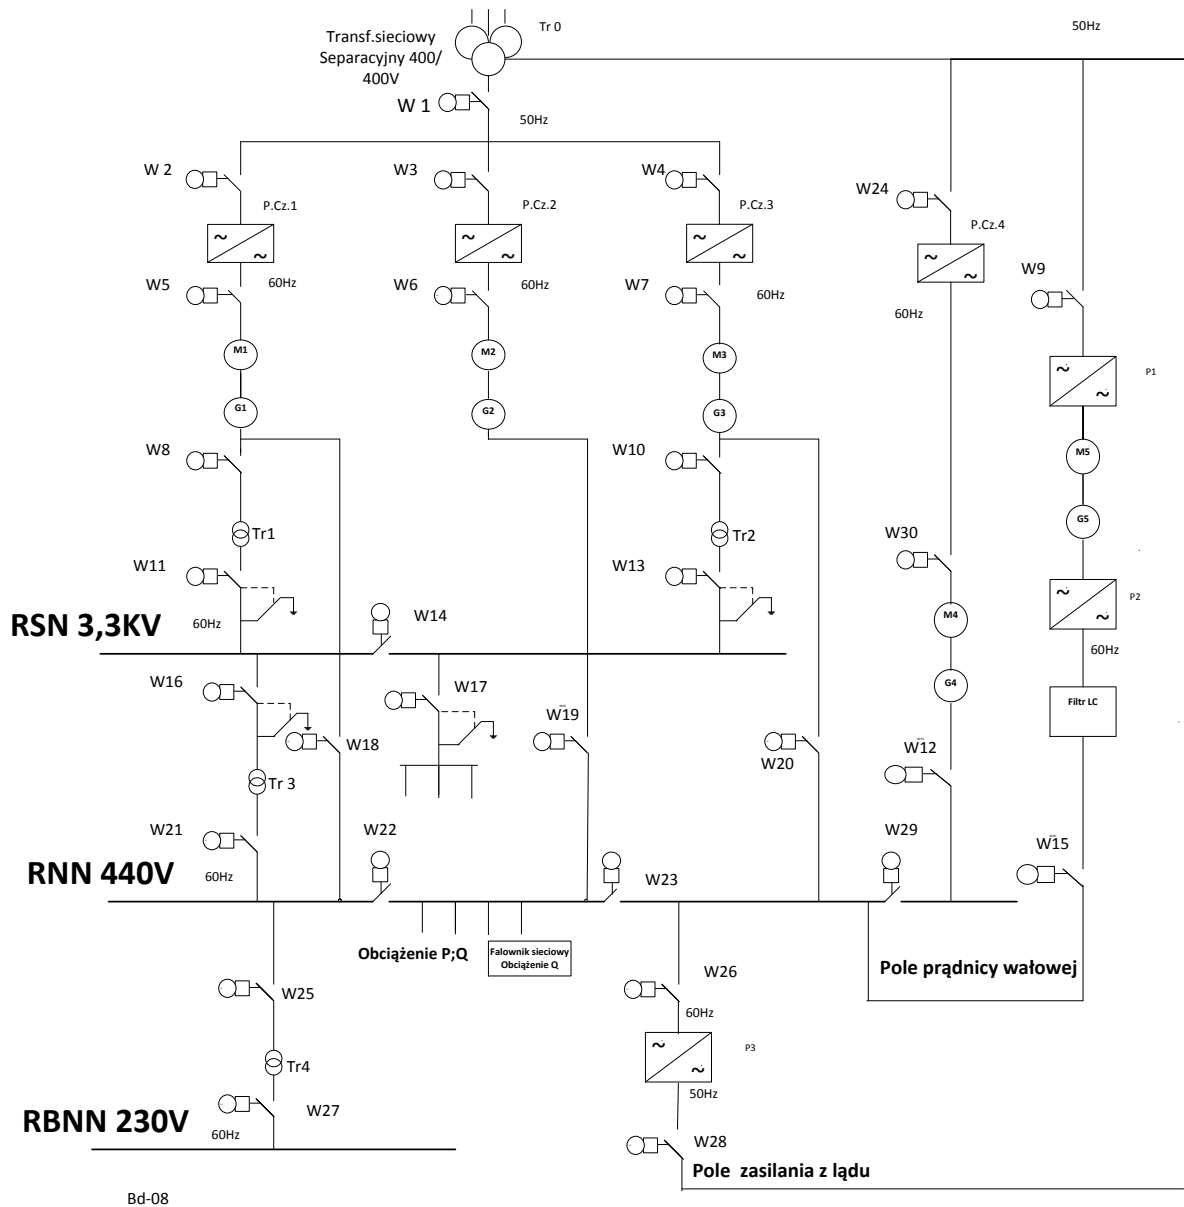 Tr 0
50Hz
Transf.sieciowy
Separacyjny 400/
400V
W 1
50Hz
W 2
W3
W4
W24
P.Cz.1
P.Cz.2
P.Cz.3
P.Cz.4
~
~
~
~
~
~
~
~
W9
W5
60Hz
W6
60Hz
W7
60Hz
60Hz
M1
M2
M3
~
~
P1
G1
G2
G3
W8
W10
M5
G5
Tr1
Tr2
W30
W11
W13
~
~
P2
RSN 3,3KV
60Hz
W14
M4
60Hz
W16
W17
G4
Filtr LC
W19
W18
W20
W12
Tr 3
W21
W22
W29
W15
RNN 440V
60Hz
W23
Obciążenie P;Q
Falownik sieciowy
Obciążenie Q
Pole prądnicy wałowej
W25
W26
60Hz
~
~
P3
Tr4
50Hz
RBNN 230V
W27
60Hz
W28
Pole zasilania z lądu
Bd-08